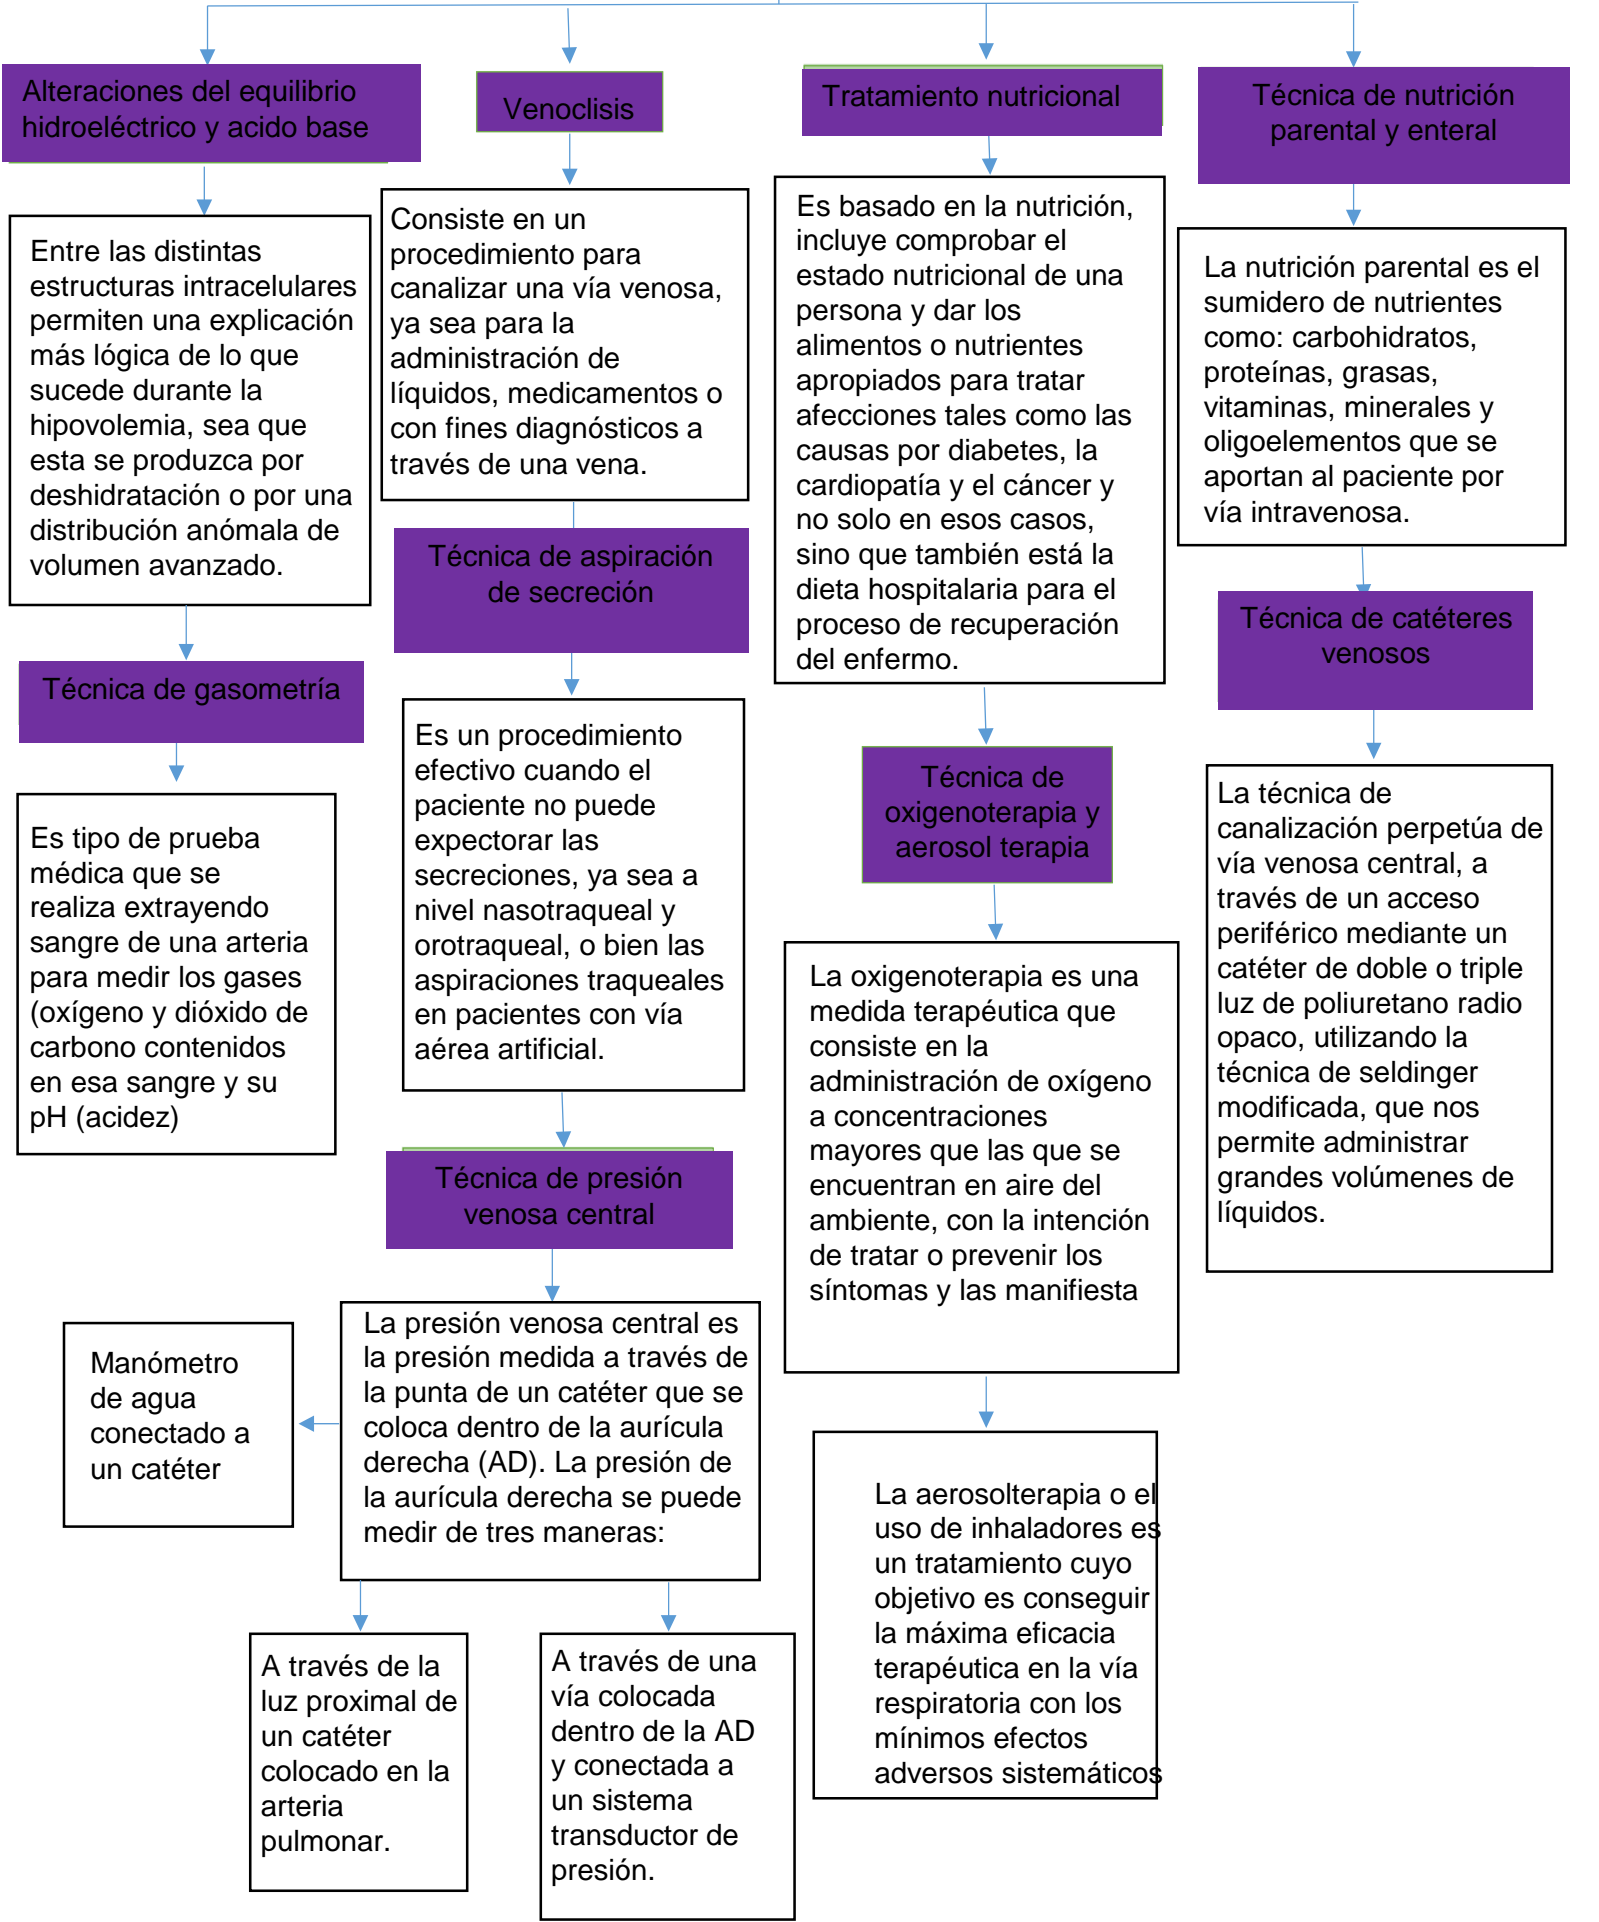 Alteraciones del equilibrio
hidroeléctrico y acido base
Entre las distintas
estructuras intracelulares
permiten una explicación
más lógica de lo que
sucede durante la
hipovolemia, sea que
esta se produzca por
deshidratación o por una
distribución anómala de
volumen avanzado.
Técnica de gasometría
Es tipo de prueba
médica que se
realiza extrayendo
sangre de una arteria
para medir los gases
(oxígeno y dióxido de
carbono contenidos
en esa sangre y su
pH (acidez)
Venoclisis
Consiste en un
procedimiento para
canalizar una vía venosa,
ya sea para la
administración de
líquidos, medicamentos o
con fines diagnósticos a
través de una vena.
Técnica de aspiración
de secreción
Es un procedimiento
efectivo cuando el
paciente no puede
expectorar las
secreciones, ya sea a
nivel nasotraqueal y
orotraqueal, o bien las
aspiraciones traqueales
en pacientes con vía
aérea artificial.
Técnica de presión
venosa central
La presión venosa central es
la presión medida a través de
la punta de un catéter que se
coloca dentro de la aurícula
derecha (AD). La presión de
la aurícula derecha se puede
medir de tres maneras:
Manómetro
de agua
conectado a
un catéter
A través de la
luz proximal de
un catéter
colocado en la
arteria
pulmonar.
A través de una
vía colocada
dentro de la AD
y conectada a
un sistema
transductor de
presión.
Tratamiento nutricional
Es basado en la nutrición,
incluye comprobar el
estado nutricional de una
persona y dar los
alimentos o nutrientes
apropiados para tratar
afecciones tales como las
causas por diabetes, la
cardiopatía y el cáncer y
no solo en esos casos,
sino que también está la
dieta hospitalaria para el
proceso de recuperación
del enfermo.
Técnica de
oxigenoterapia y
aerosol terapia
La oxigenoterapia es una
medida terapéutica que
consiste en la
administración de oxígeno
a concentraciones
mayores que las que se
encuentran en aire del
ambiente, con la intención
de tratar o prevenir los
síntomas y las manifiesta
La aerosolterapia o el
uso de inhaladores es
un tratamiento cuyo
objetivo es conseguir
la máxima eficacia
terapéutica en la vía
respiratoria con los
mínimos efectos
adversos sistemáticos
Técnica de nutrición
parental y enteral
La nutrición parental es el
sumidero de nutrientes
como: carbohidratos,
proteínas, grasas,
vitaminas, minerales y
oligoelementos que se
aportan al paciente por
vía intravenosa.
Técnica de catéteres
venosos
La técnica de
canalización perpetúa de
vía venosa central, a
través de un acceso
periférico mediante un
catéter de doble o triple
luz de poliuretano radio
opaco, utilizando la
técnica de seldinger
modificada, que nos
permite administrar
grandes volúmenes de
líquidos.